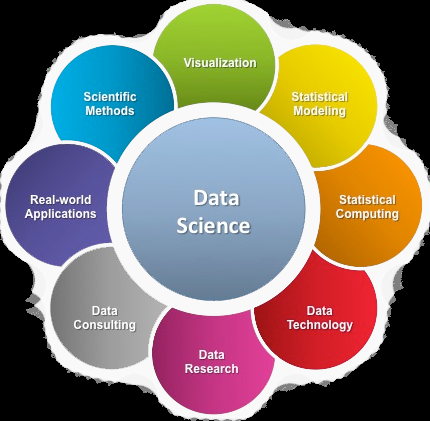 Visualization
Statistical
Modeling
Statistical
Computing
Data
Technology
Data
Research
Data
Consulting
Real-world
Applications
Scientific
Methods
Data
Science